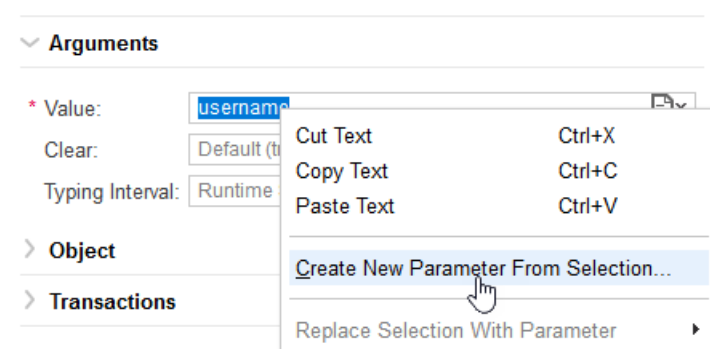 Arguments
* Value: username
Cut Text Ctrl+X
Clear: Default (t
Copy Text Ctrl+C
Typing Interval: Runtime
Paste Text Ctrl+V
Object
Create New Parameter From Selection...
Transactions
Replace Selection With Parameter